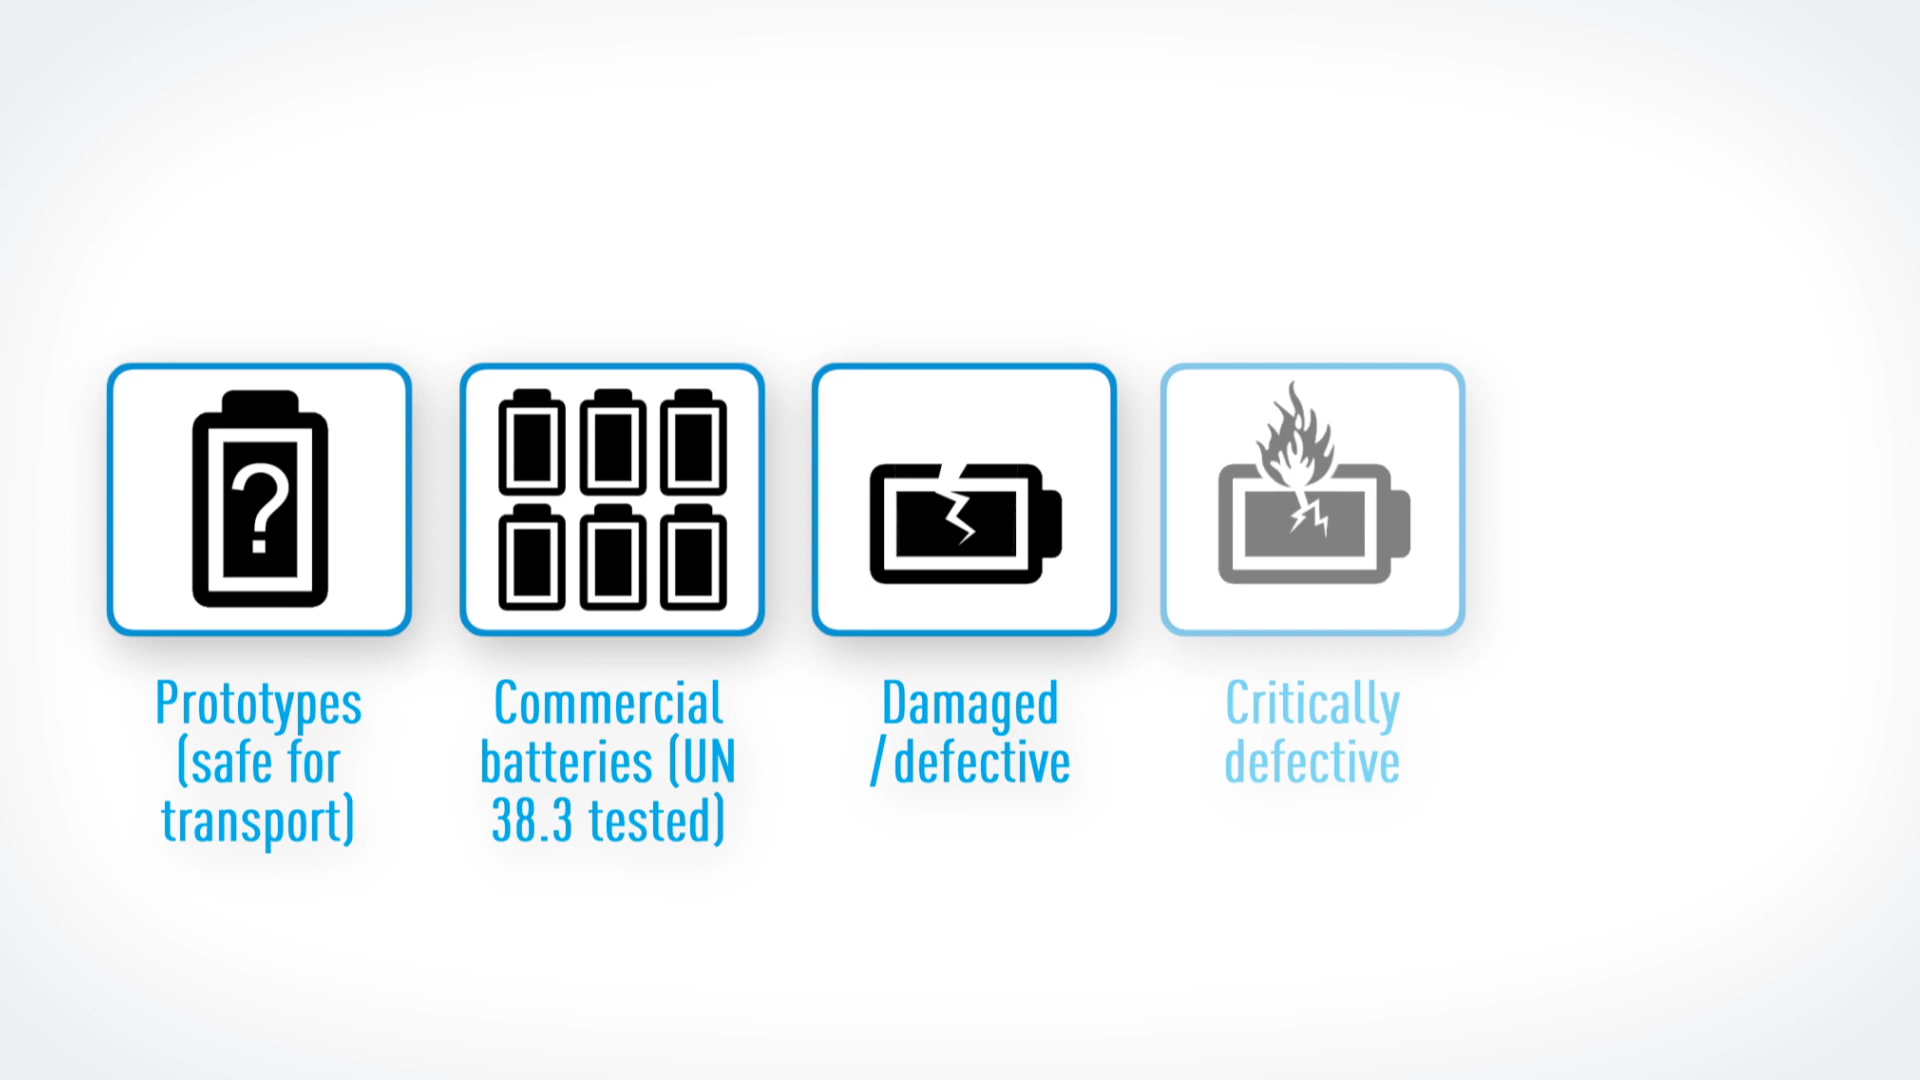 ?
Prototypes
(safe for
transport)
Commercial
batteries (UN
38.3 tested)
Damaged
/defective
Critically
defective